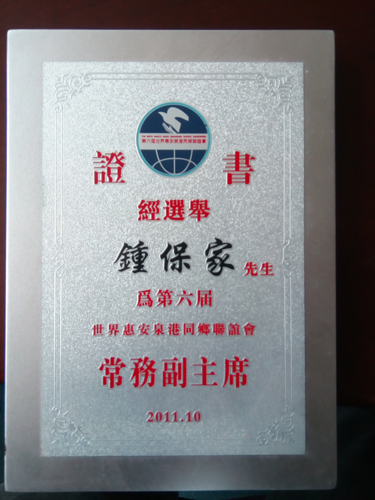 證書
經選舉
鍾保家先生
爲第六届
世界惠安泉港同鄉聯誼會
常務副主席
2011.10